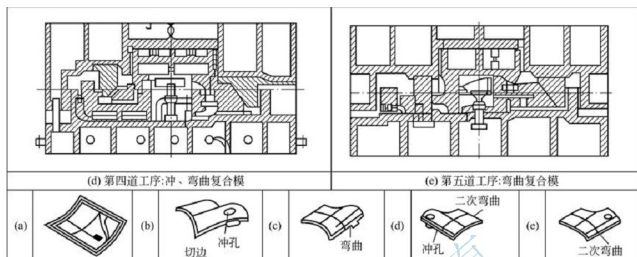 (d) 第四道工序:冲、弯曲复合模
(e) 第五道工序:弯曲复合模
(a)
(b)
冲孔
切边
(c)
弯曲
(d)
二次弯曲
冲孔
(e)
二次弯曲